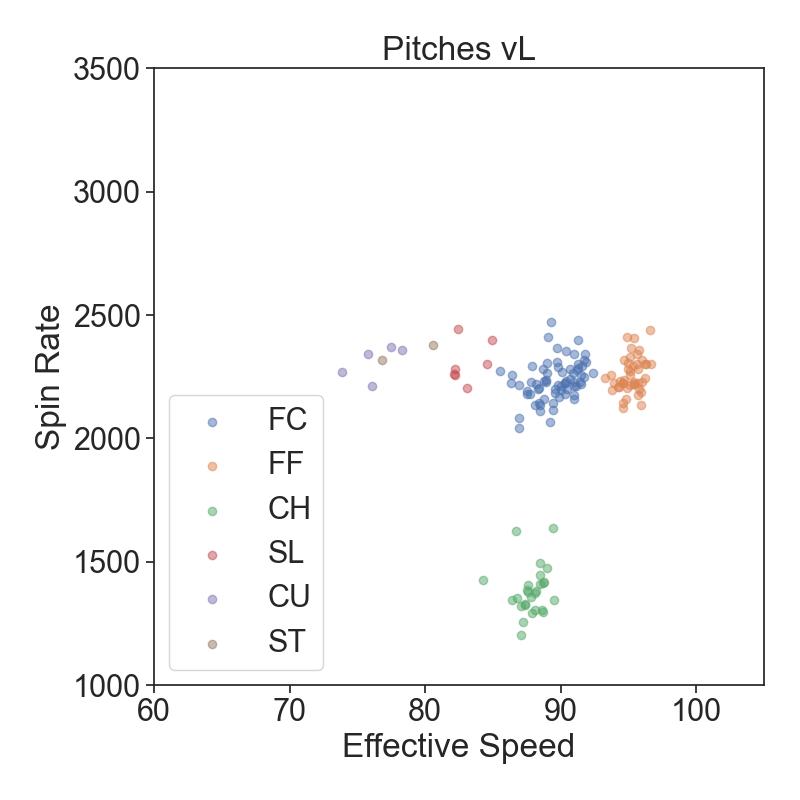 Pitches vL
3500
3000
2500
2000
1500
1000
Spin Rate
FC
FF
CH
SL
CU
ST
60 70 80 90 100
Effective Speed